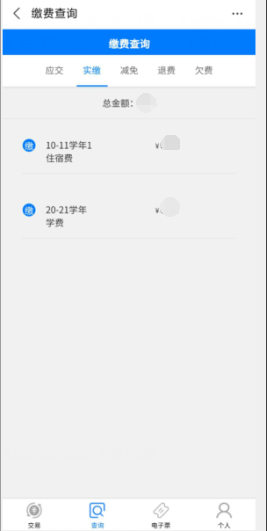 缴费查询
缴费查询
应交 实缴 减免 退费 欠费
总金额：
缴 10-11学年1 ¥
住宿费
缴 20-21学年 ¥
学费
交易 查询 电子票 个人